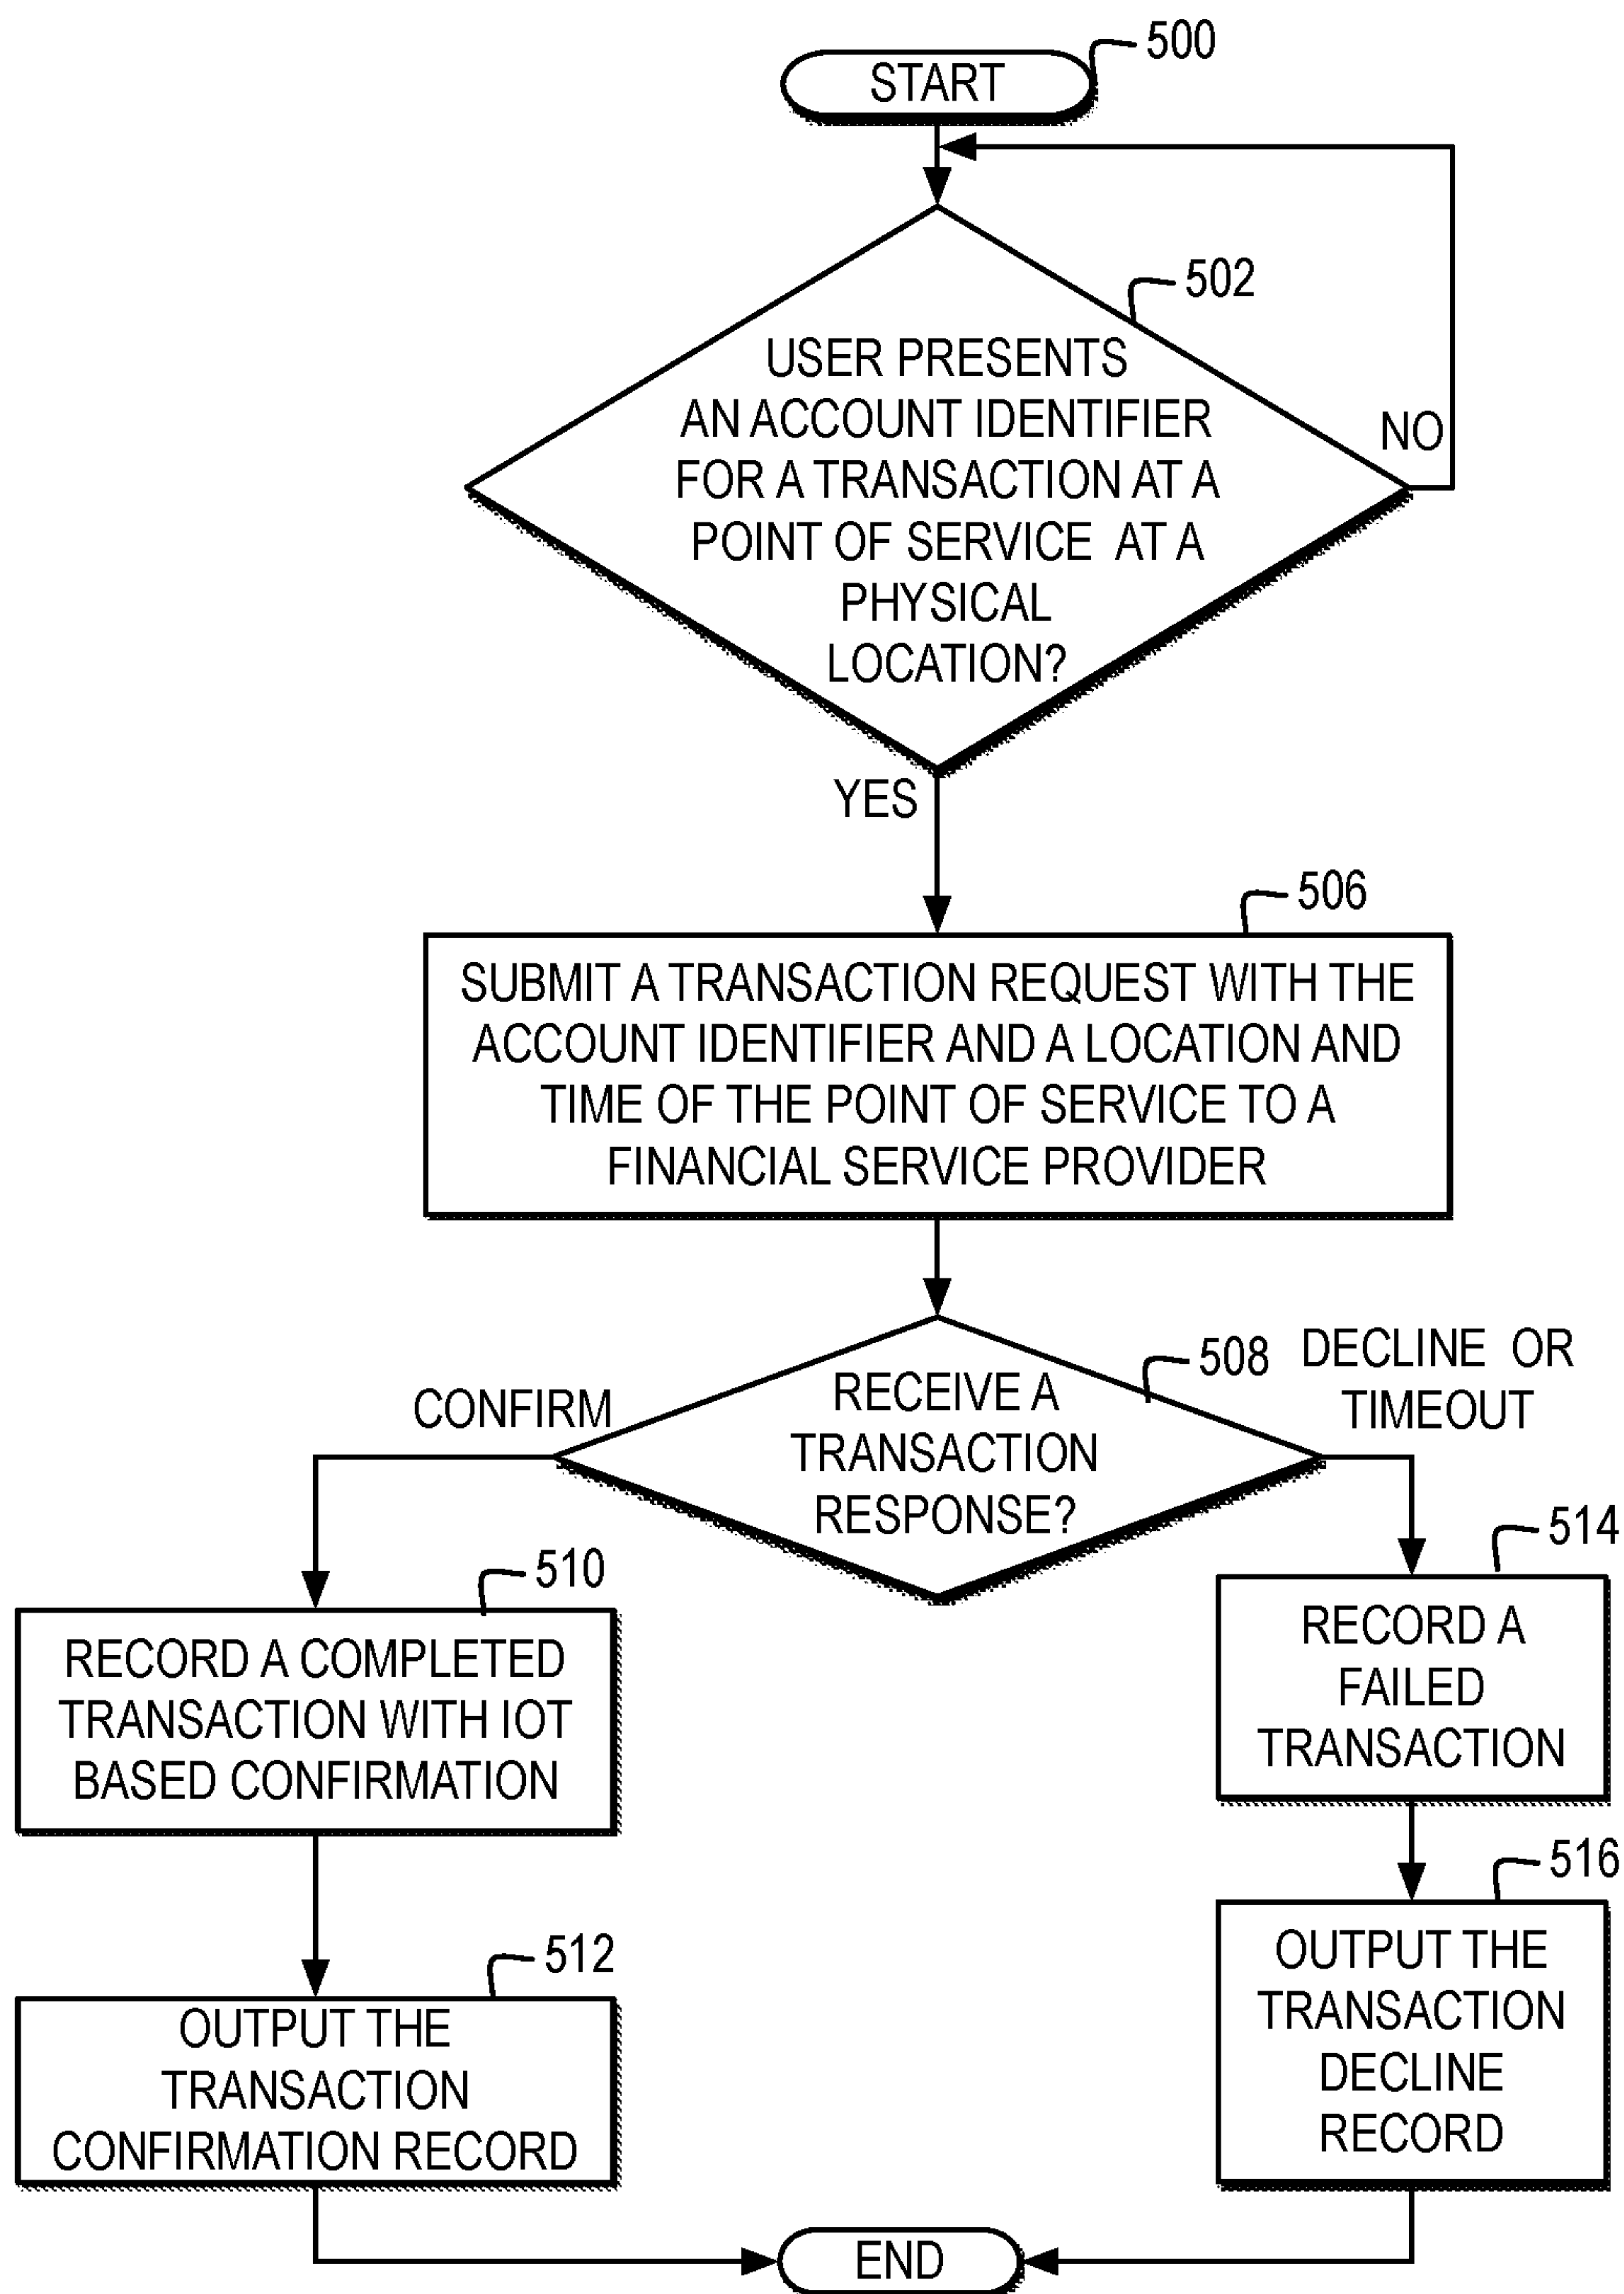 500
START
502
USER PRESENTS
AN ACCOUNT IDENTIFIER
FOR A TRANSACTION AT A
POINT OF SERVICE AT A
PHYSICAL
LOCATION?
NO
YES
506
SUBMIT A TRANSACTION REQUEST WITH THE
ACCOUNT IDENTIFIER AND A LOCATION AND
TIME OF THE POINT OF SERVICE TO A
FINANCIAL SERVICE PROVIDER
508
RECEIVE A
TRANSACTION
RESPONSE?
CONFIRM
DECLINE OR
TIMEOUT
510
RECORD A COMPLETED
TRANSACTION WITH IOT
BASED CONFIRMATION
512
OUTPUT THE
TRANSACTION
CONFIRMATION RECORD
514
RECORD A
FAILED
TRANSACTION
516
OUTPUT THE
TRANSACTION
DECLINE
RECORD
END